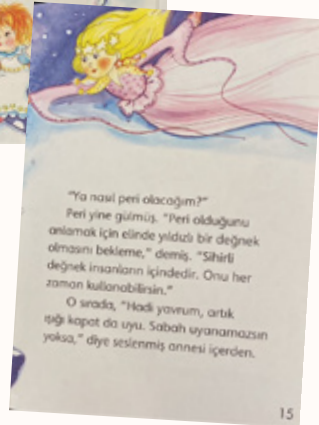 "Ya nasıl peri olacağım?"
Peri yine gülmüş. "Peri olduğunu
anlamak için elinde yıldızlı bir değnek
olmasını bekleme," demiş. "Sihirli
değnek insanların içindedir. Onu her
zaman kullanabilirsin."
O sırada, "Hadi yavrum, artık
ışığı kapat da uyu. Sabah uyanamazsın
yoksa," diye seslenmiş annesi içerden.
15